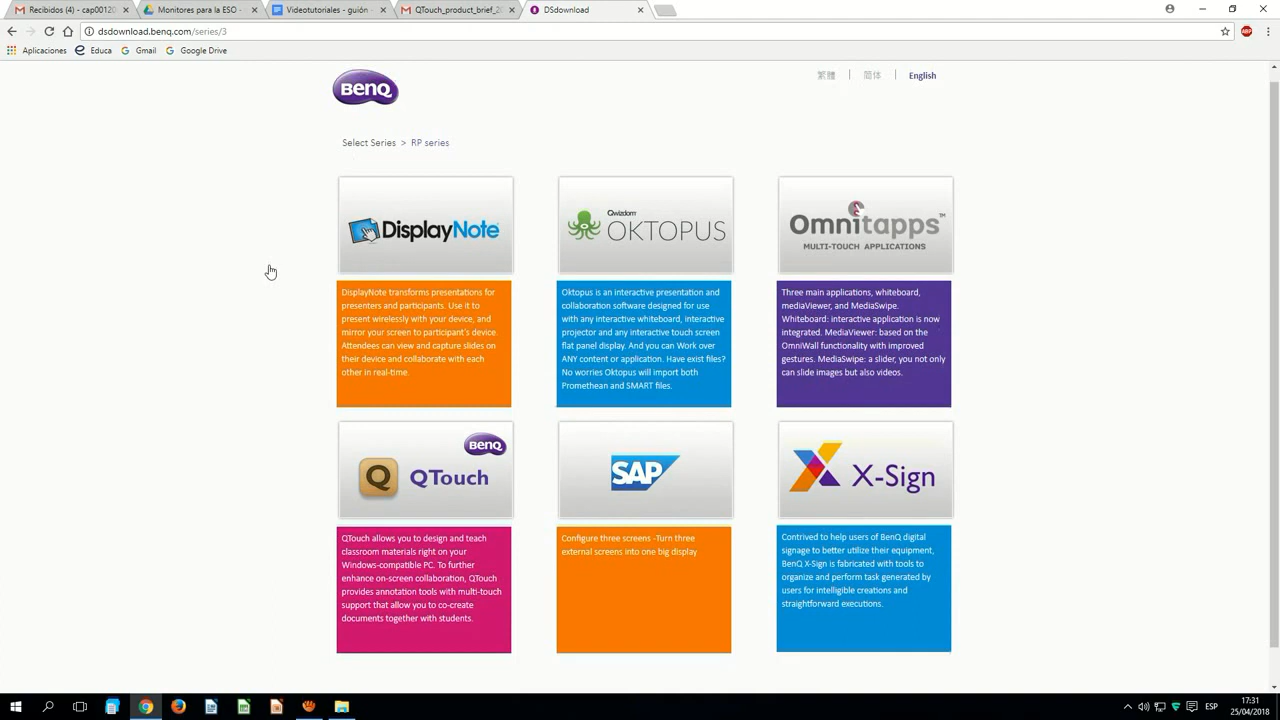 Recibidos (4) - cap00120
Monitores para la ESO -
Videotutoriales - guión
QTouch_product_brief_20
DSdownload
dsdownload.benq.com/series/3
ABP
Aplicaciones
Educa
Gmail
Google Drive
BenQ
繁體 | 简体 | English
Select Series > RP series
DisplayNote
DisplayNote transforms presentations for
presenters and participants. Use it to
present wirelessly with your device, and
mirror your screen to participant's device.
Attendees can view and capture slides on
their device and collaborate with each
other in real-time.
Qwizdom
OKTOPUS
Oktopus is an interactive presentation and
collaboration software designed for use
with any interactive whiteboard, interactive
projector and any interactive touch screen
flat panel display. And you can Work over
ANY content or application. Have exist files?
No worries Oktopus will import both
Promethean and SMART files.
Omnitapps™
MULTI-TOUCH APPLICATIONS
Three main applications, whiteboard,
mediaViewer, and MediaSwipe.
Whiteboard: interactive application is now
integrated. MediaViewer: based on the
OmniWall functionality with improved
gestures. MediaSwipe: a slider, you not only
can slide images but also videos.
BenQ
Q QTouch
QTouch allows you to design and teach
classroom materials right on your
Windows-compatible PC. To further
enhance on-screen collaboration, QTouch
provides annotation tools with multi-touch
support that allow you to co-create
documents together with students.
SAP
Configure three screens -Turn three
external screens into one big display
X-Sign
Contrived to help users of BenQ digital
signage to better utilize their equipment,
BenQ X-Sign is fabricated with tools to
organize and perform task generated by
users for intelligible creations and
straightforward executions.
ESP
17:31
25/04/2018